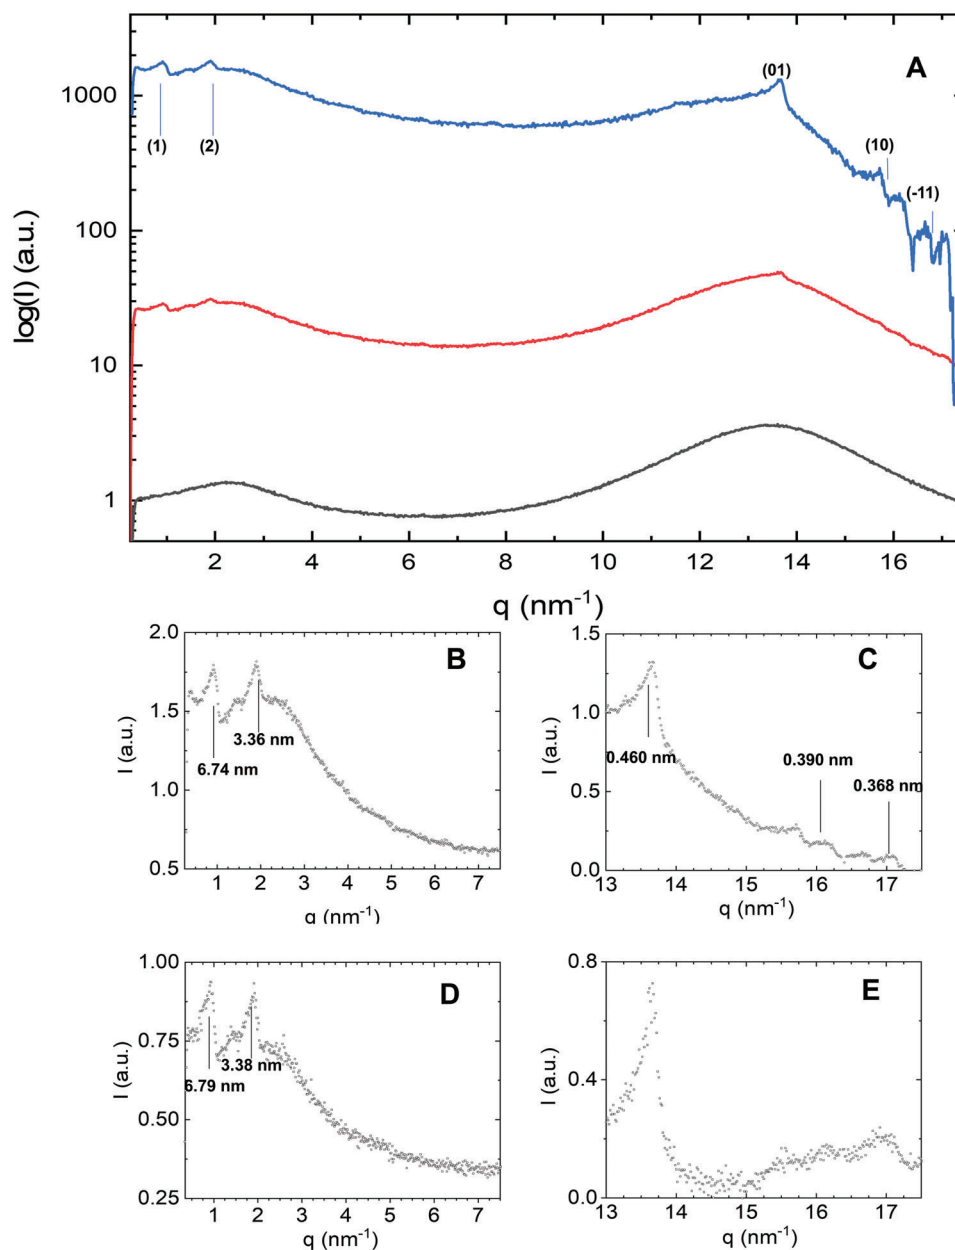 A
1000
100
10
1
log(I) (a.u.)
(1)
(2)
(01)
(10)
(-11)
2
4
6
8
10
12
14
16
q (nm⁻¹)
B
2.0
1.5
1.0
0.5
I (a.u.)
6.74 nm
3.36 nm
1
2
3
4
5
6
7
q (nm⁻¹)
C
1.5
1.0
0.5
0.0
I (a.u.)
0.460 nm
0.390 nm
0.368 nm
13
14
15
16
17
q (nm⁻¹)
D
1.00
0.75
0.50
0.25
I (a.u.)
6.79 nm
3.38 nm
1
2
3
4
5
6
7
q (nm⁻¹)
E
0.8
0.4
0.0
I (a.u.)
13
14
15
16
17
q (nm⁻¹)